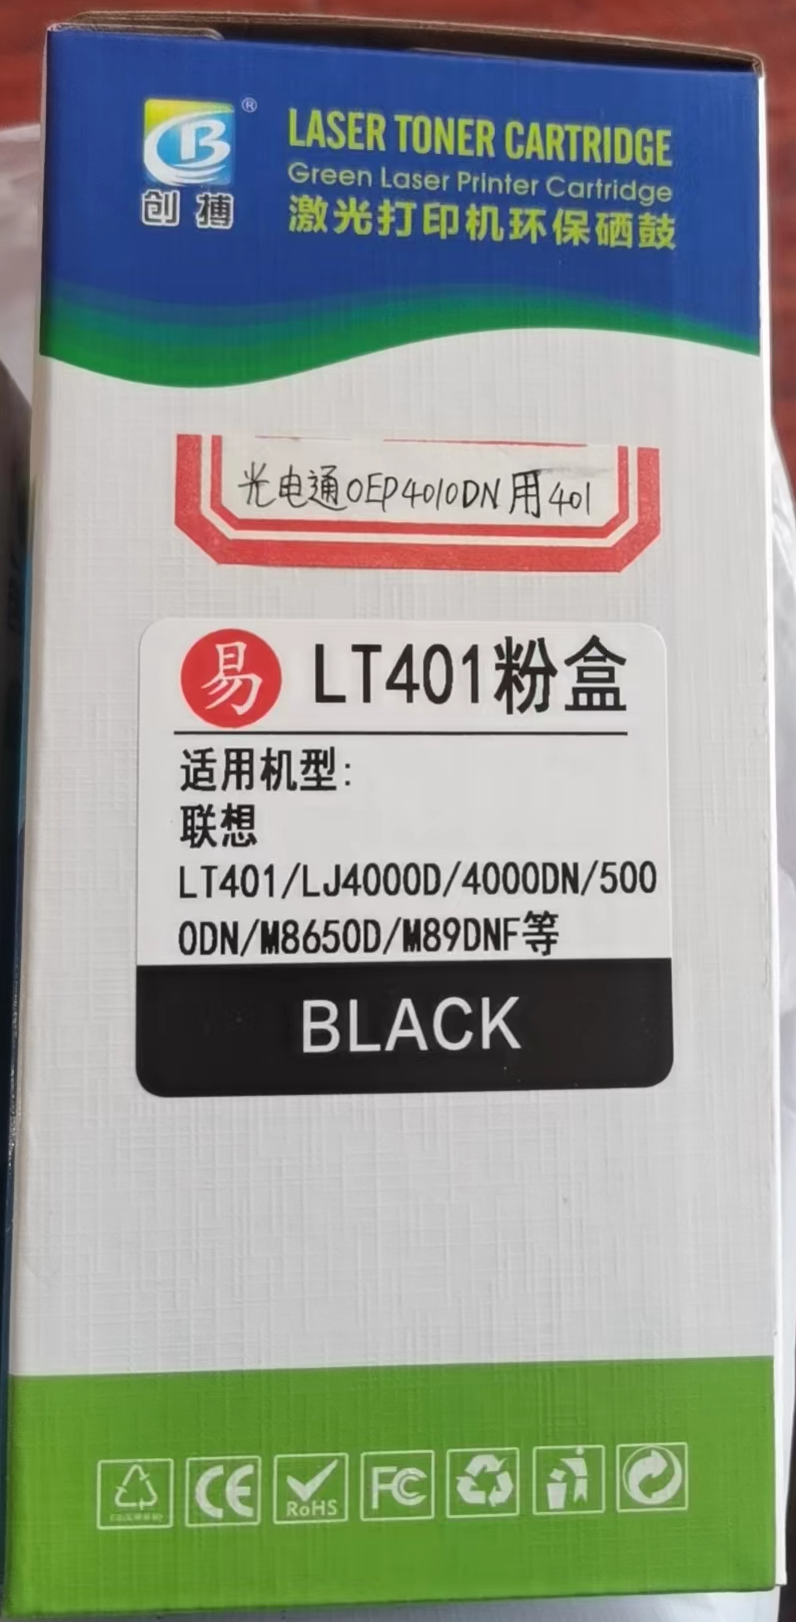 ®
创搏
LASER TONER CARTRIDGE
Green Laser Printer Cartridge
激光打印机环保硒鼓
光电通OEP4010DN用401
易 LT401粉盒
适用机型:
联想
LT401/LJ4000D/4000DN/500
0DN/M8650D/M89DNF等
BLACK
CE
RoHS
FC